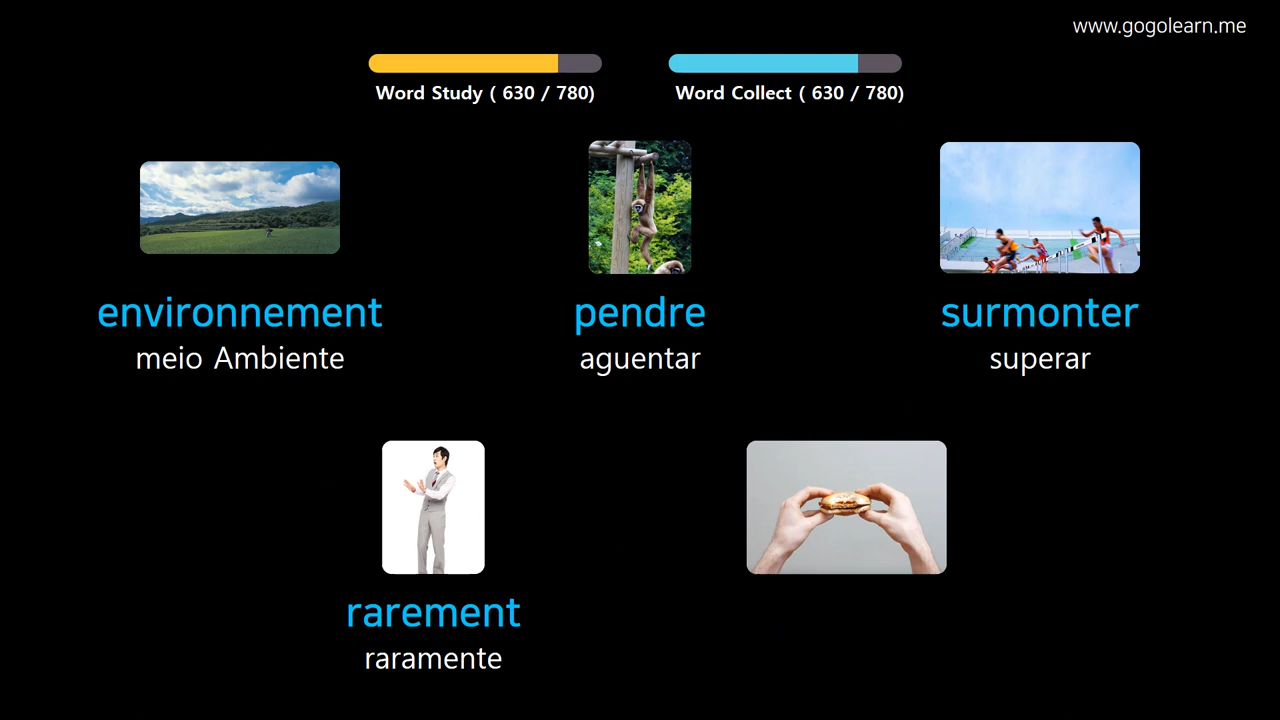 www.gogolearn.me
Word Study ( 630 / 780)
Word Collect ( 630 / 780)
environnement
meio Ambiente
pendre
aguentar
surmonter
superar
rarement
raramente